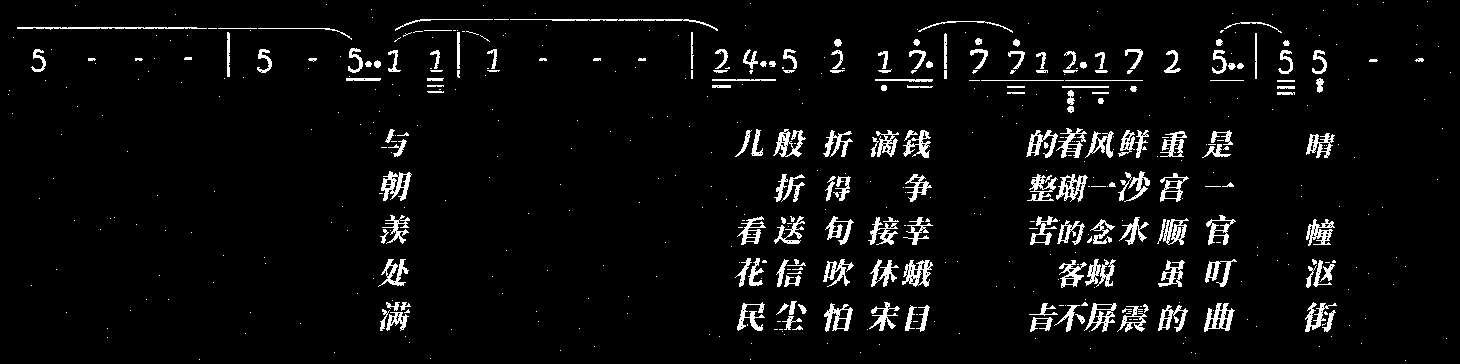 5 - - - | 5 - 5··1 1 | 1 - - - | 2 4··5 2 1 7· | 7 7 1 2·1 7 2 5·· | 5 5 - -
与 儿般折滴钱 的着风鲜重是 晴
朝 折得 争 整瑚一沙宫一
羡 看送旬接幸 苦的念水顺官 幢
处 花信吹休蛾 客蜕 虽叮 沤
满 民尘怕宋目 吉不屏震的曲 街